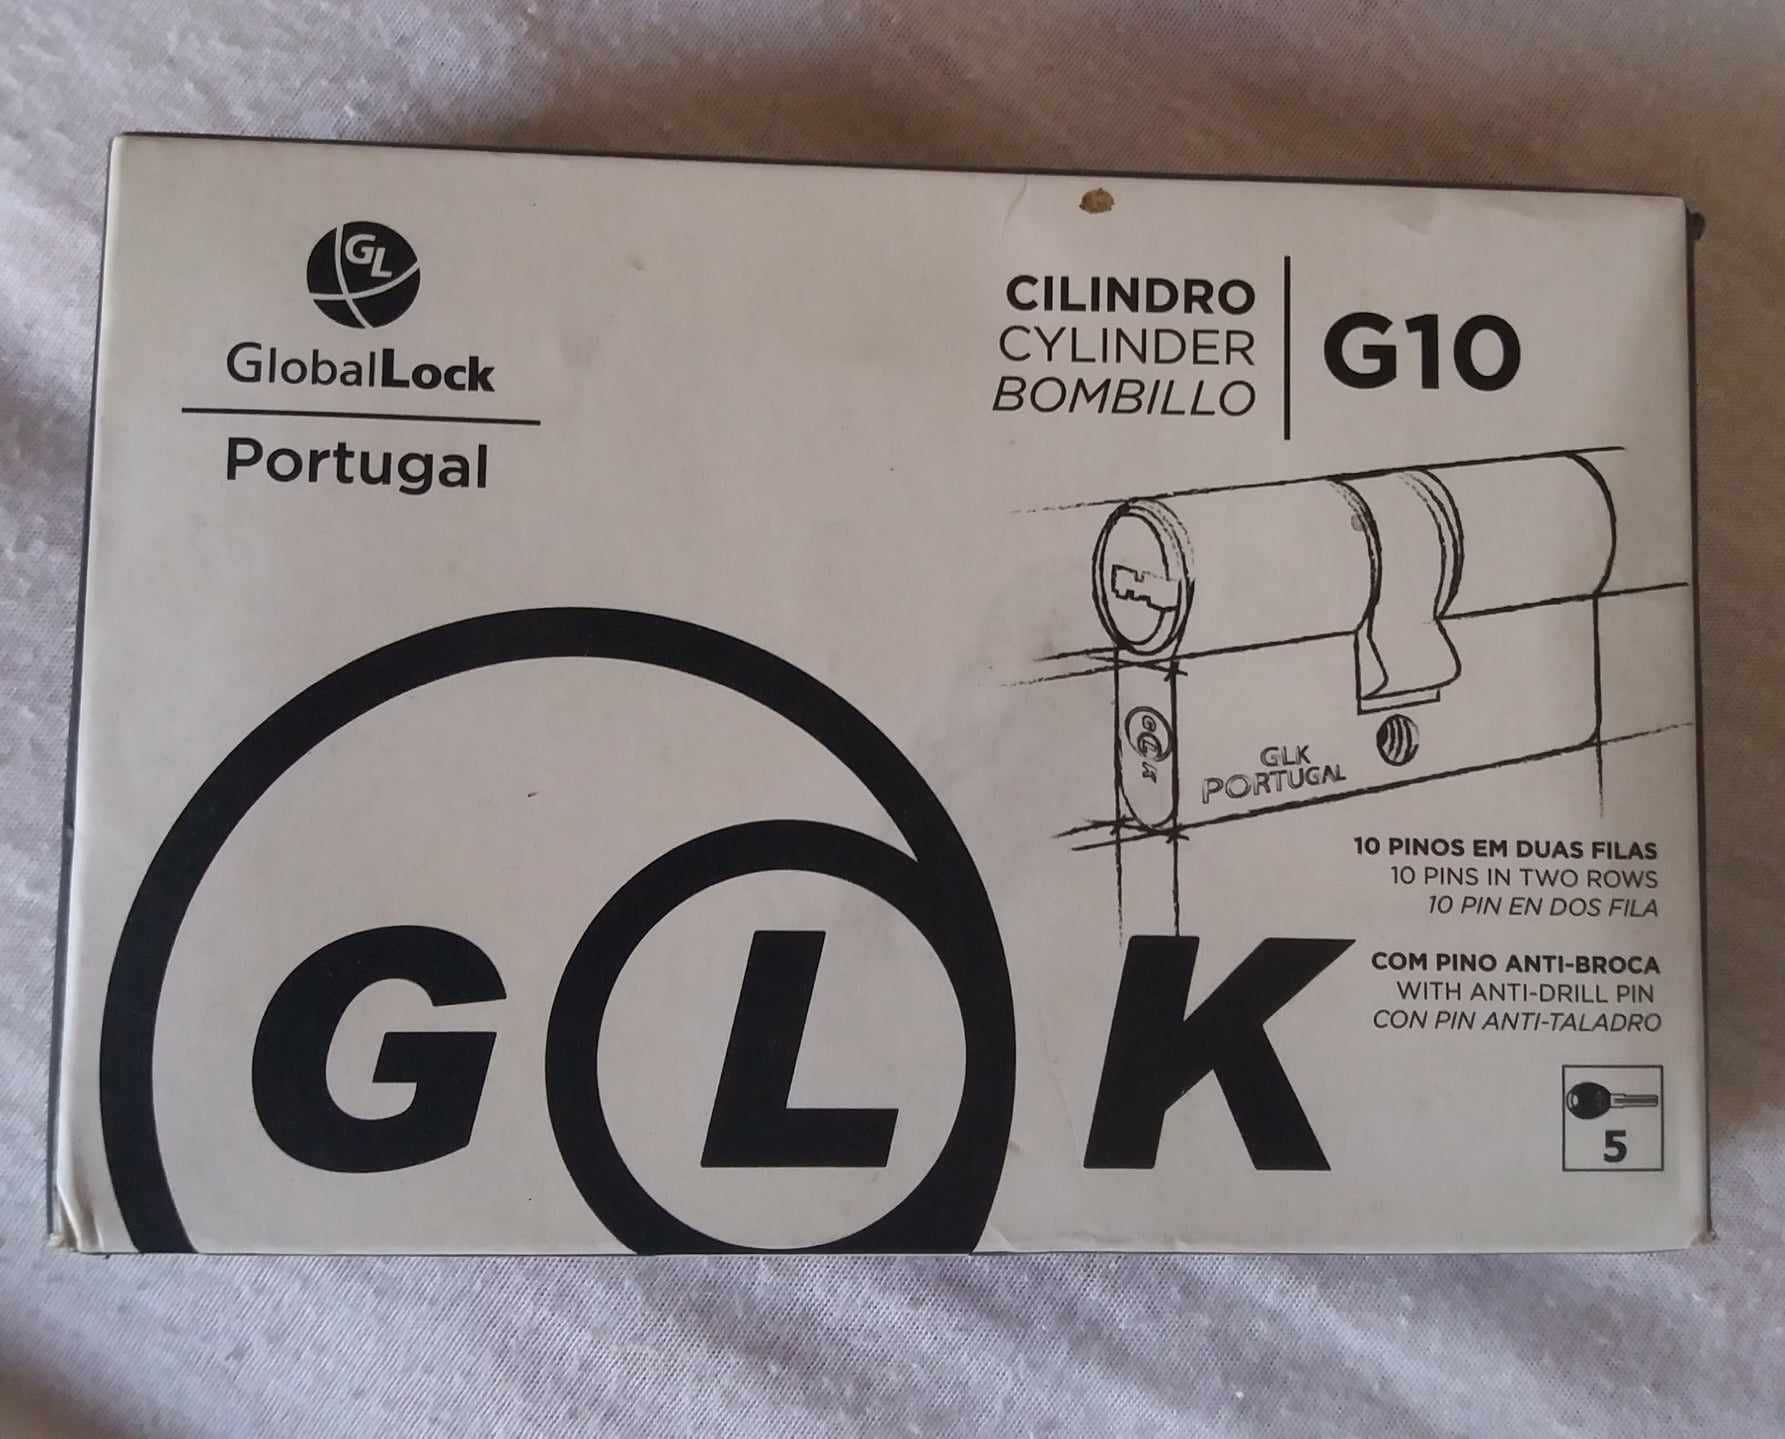 GL
GlobalLock
Portugal
CILINDRO
CYLINDER
BOMBILLO
G10
GLK
GLK
PORTUGAL
10 PINOS EM DUAS FILAS
10 PINS IN TWO ROWS
10 PIN EN DOS FILA
COM PINO ANTI-BROCA
WITH ANTI-DRILL PIN
CON PIN ANTI-TALADRO
5
GLK